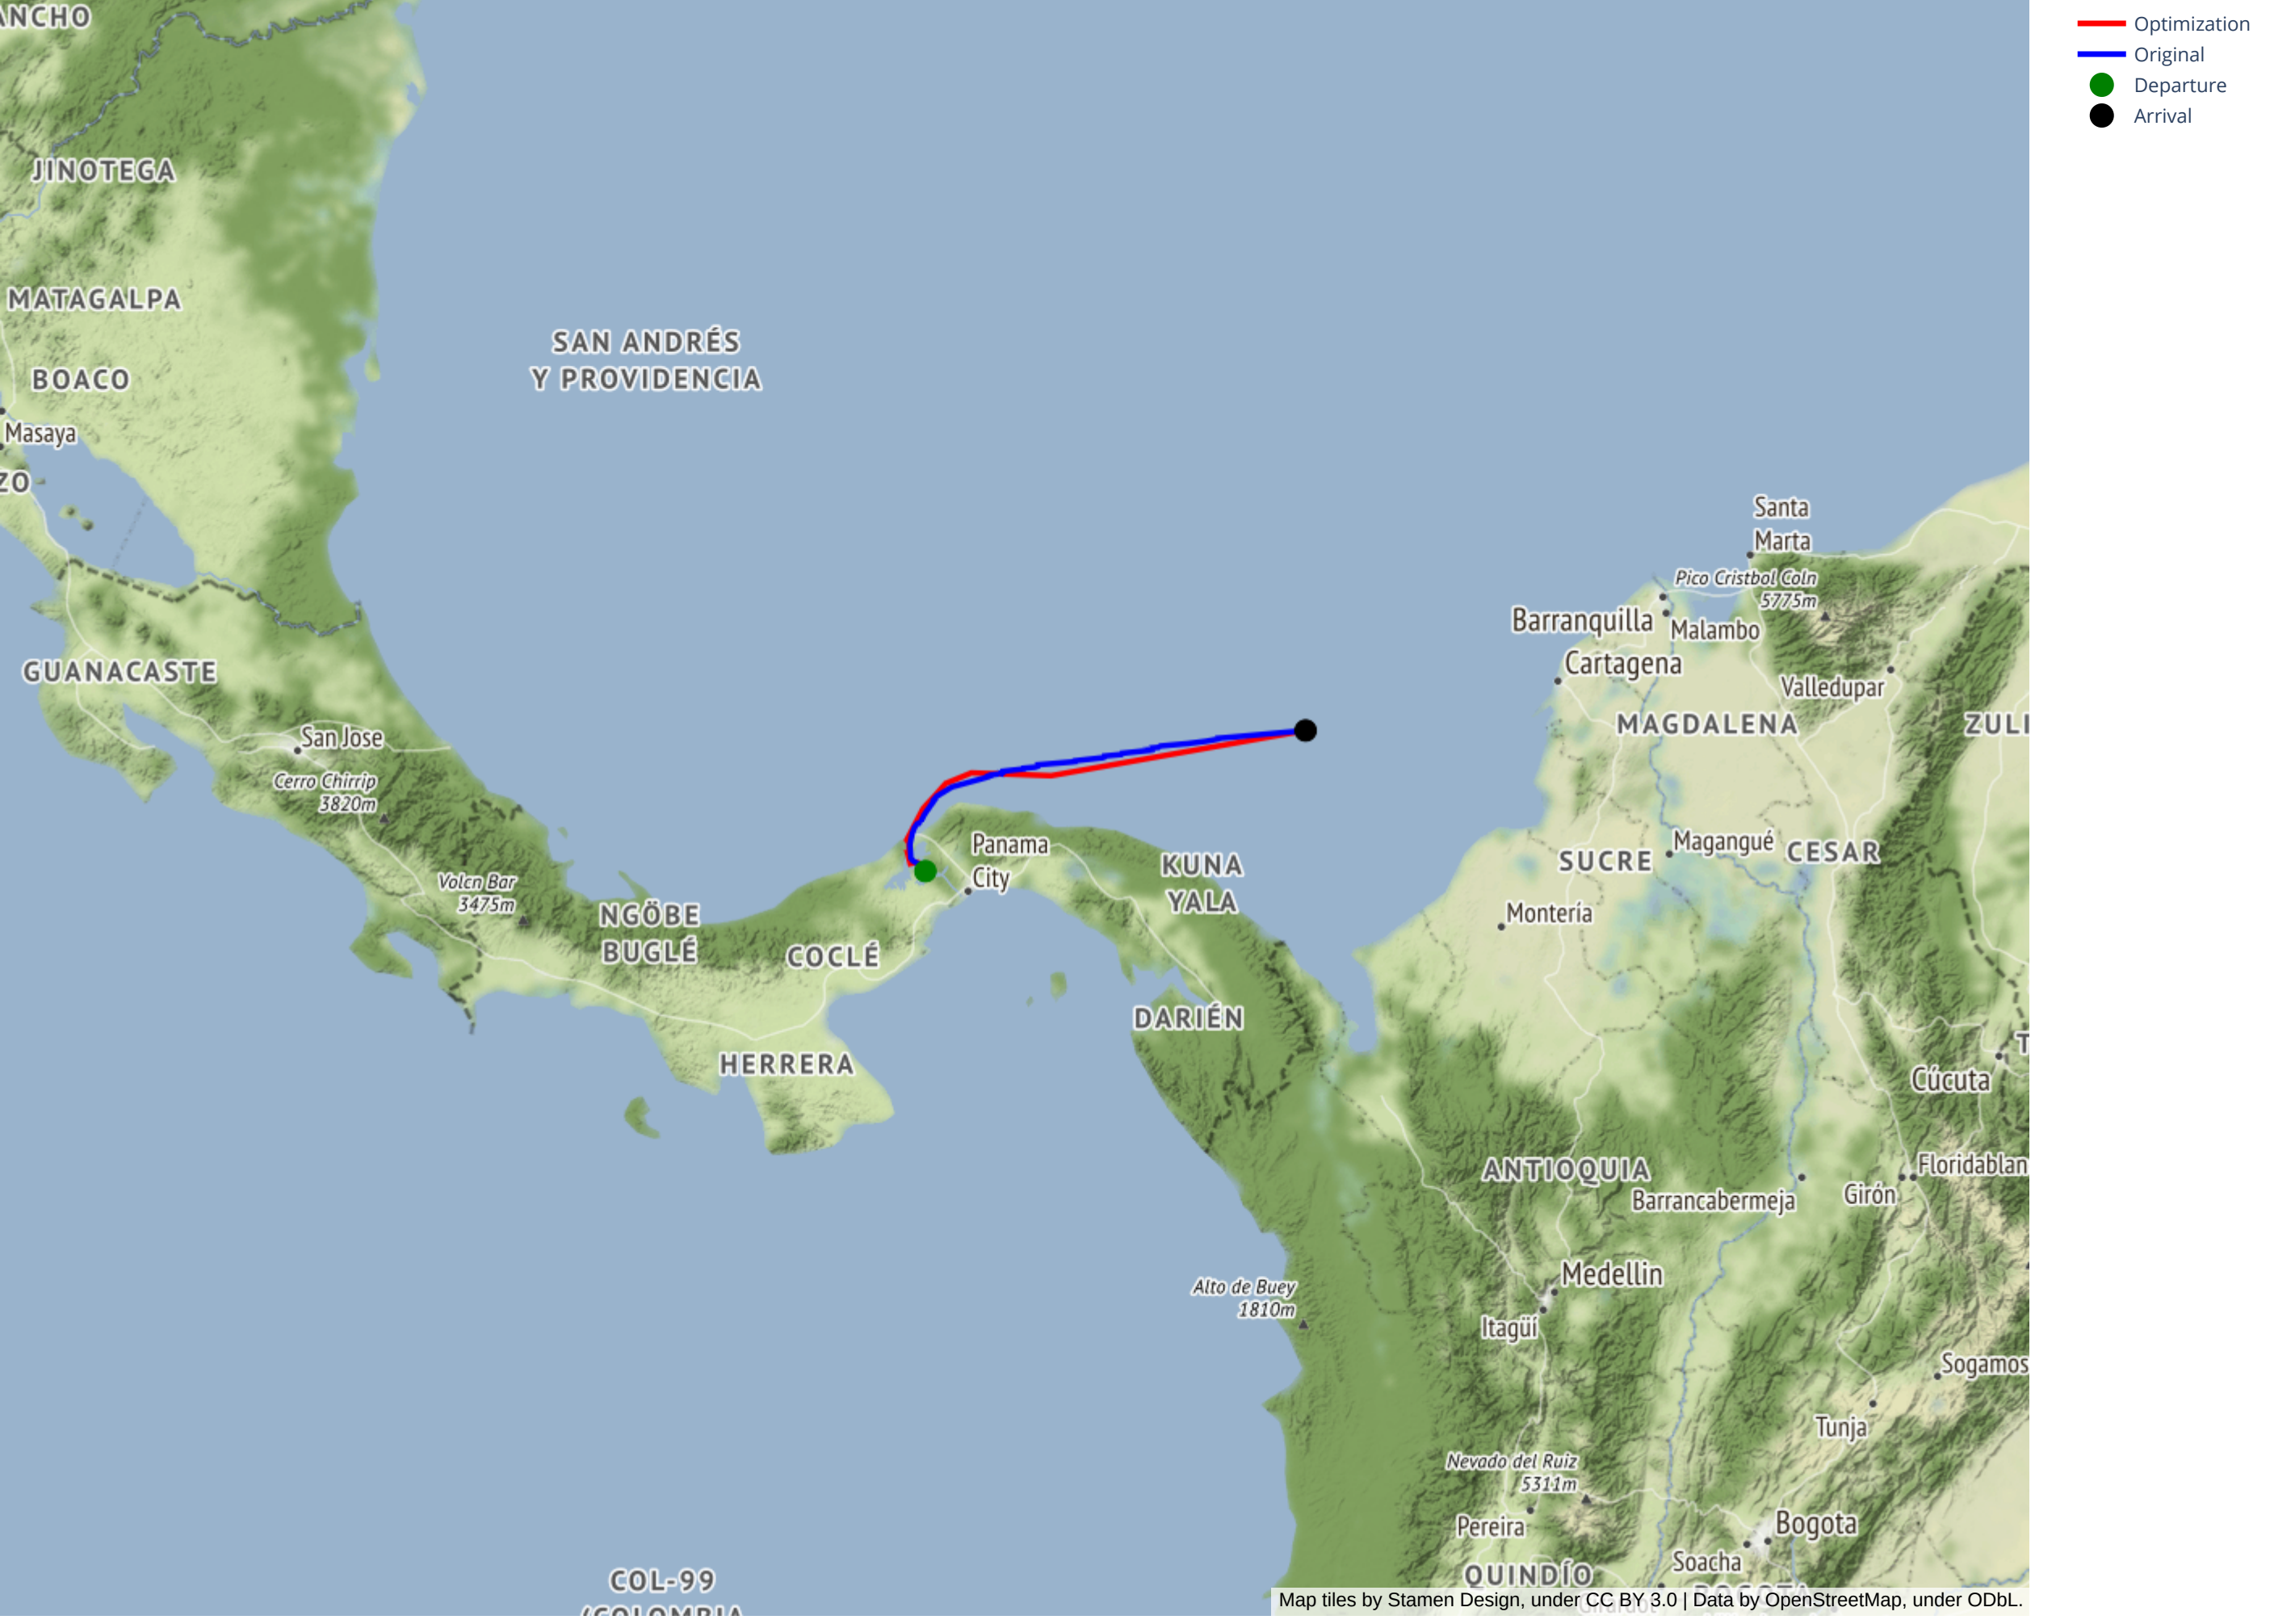 ANCHO
JINOTEGA
MATAGALPA
BOACO
Masaya
ZO
GUANACASTE
San Jose
Cerro Chirrip
3820m
Volcn Bar
3475m
NGÖBE
BUGLÉ
COCLÉ
HERRERA
SAN ANDRÉS
Y PROVIDENCIA
Panama
City
KUNA
YALA
DARIÉN
Santa
Marta
Pico Cristbol Coln
5775m
Barranquilla
Malambo
Cartagena
Valledupar
MAGDALENA
ZULI
Magangué
SUCRE
CESAR
Montería
Cúcuta
T
ANTIOQUIA
Floridablan
Barrancabermeja
Girón
Alto de Buey
1810m
Medellin
Itagüí
Sogamos
Tunja
Nevado del Ruiz
5311m
Pereira
Bogota
Soacha
QUINDÍO
COL-99
(COLOMBIA
Map tiles by Stamen Design, under CC BY 3.0 | Data by OpenStreetMap, under ODbL.
Optimization
Original
Departure
Arrival